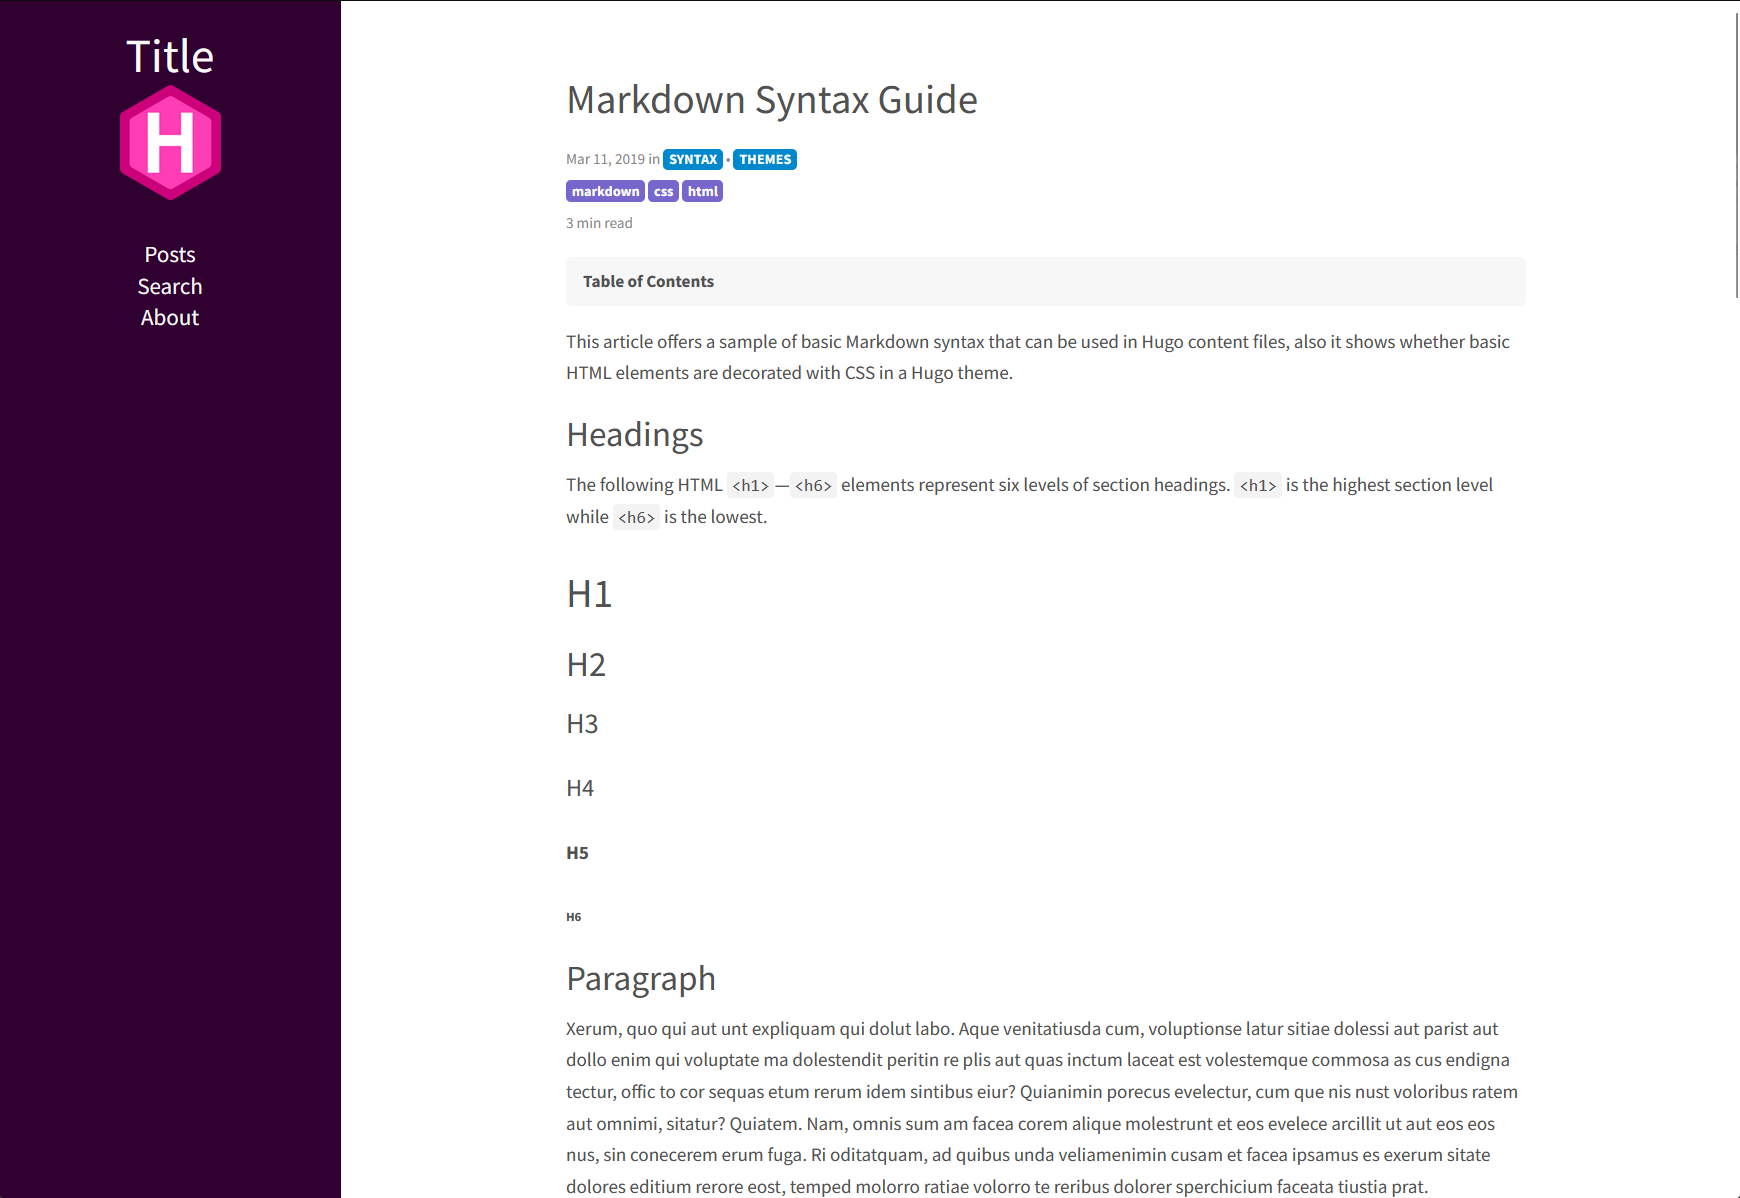 Title
H
Posts
Search
About
Markdown Syntax Guide
Mar 11, 2019 in SYNTAX • THEMES
markdown css html
3 min read
Table of Contents
This article offers a sample of basic Markdown syntax that can be used in Hugo content files, also it shows whether basic
HTML elements are decorated with CSS in a Hugo theme.
Headings
The following HTML <h1>—<h6> elements represent six levels of section headings. <h1> is the highest section level
while <h6> is the lowest.
H1
H2
H3
H4
H5
H6
Paragraph
Xerum, quo qui aut unt expliquam qui dolut labo. Aque venitatiusda cum, voluptionse latur sitiae dolessi aut parist aut
dollo enim qui voluptate ma dolestendit peritin re plis aut quas inctum laceat est volestemque commosa as cus endigna
tectur, offic to cor sequas etum rerum idem sintibus eiur? Quianimin porecus evelectur, cum que nis nust voloribus ratem
aut omnimi, sitatur? Quiatem. Nam, omnis sum am facea corem alique molestrunt et eos evelece arcillit ut aut eos eos
nus, sin conecerem erum fuga. Ri oditatquam, ad quibus unda veliamenimin cusam et facea ipsamus es exerum sitate
dolores editium rerore eost, temped molorro ratiae volorro te reribus dolorer sperchicium faceata tiustia prat.